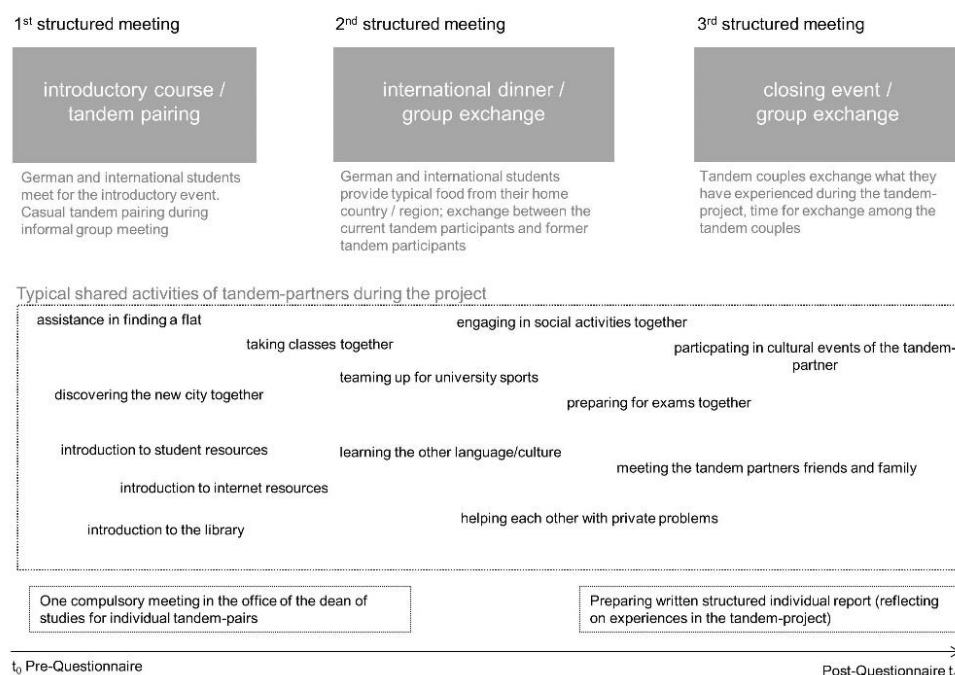 1st structured meeting
2nd structured meeting
3rd structured meeting
introductory course /
tandem pairing
international dinner /
group exchange
closing event /
group exchange
German and international students
meet for the introductory event.
Casual tandem pairing during
informal group meeting
German and international students
provide typical food from their home
country / region; exchange between the
current tandem participants and former
tandem participants
Tandem couples exchange what they
have experienced during the tandem-
project, time for exchange among the
tandem couples
Typical shared activities of tandem-partners during the project
assistance in finding a flat
engaging in social activities together
taking classes together
particpating in cultural events of the tandem-
partner
teaming up for university sports
discovering the new city together
preparing for exams together
introduction to student resources
learning the other language/culture
meeting the tandem partners friends and family
introduction to internet resources
helping each other with private problems
introduction to the library
One compulsory meeting in the office of the dean of
studies for individual tandem-pairs
Preparing written structured individual report (reflecting
on experiences in the tandem-project)
t0 Pre-Questionnaire
Post-Questionnaire